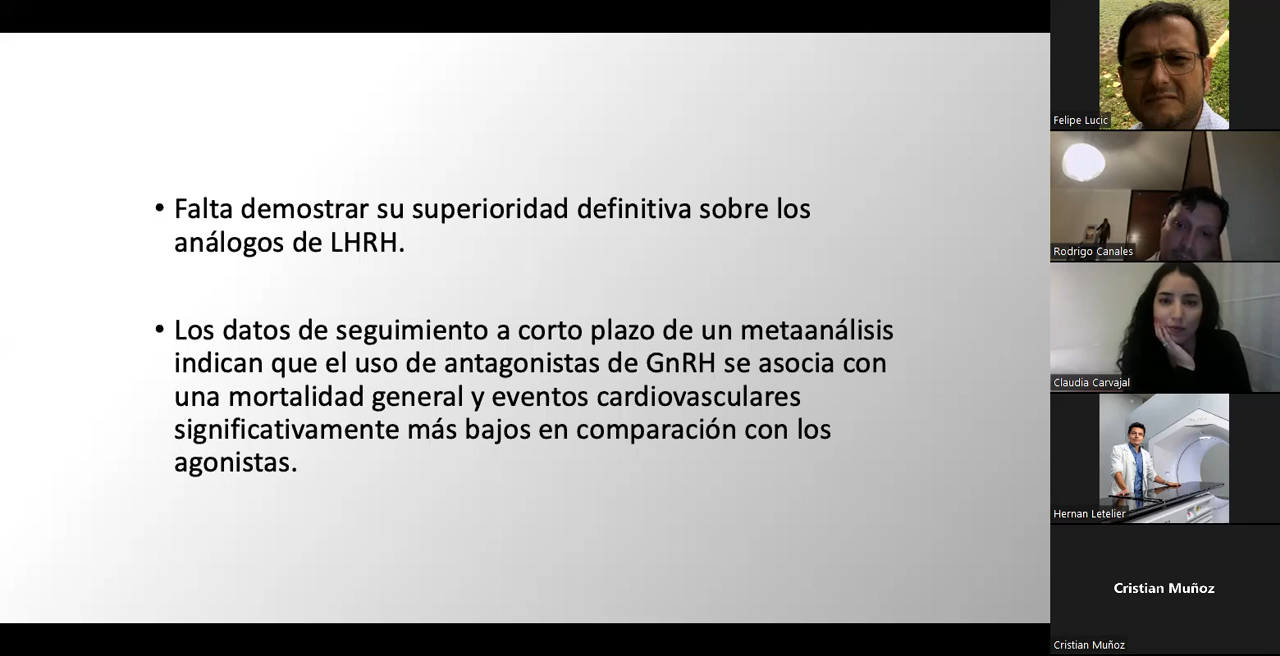 • Falta demostrar su superioridad definitiva sobre los
análogos de LHRH.
• Los datos de seguimiento a corto plazo de un metaanálisis
indican que el uso de antagonistas de GnRH se asocia con
una mortalidad general y eventos cardiovasculares
significativamente más bajos en comparación con los
agonistas.
Felipe Lucic
Rodrigo Canales
Claudia Carvajal
Hernan Letelier
Cristian Muñoz
Cristian Muñoz